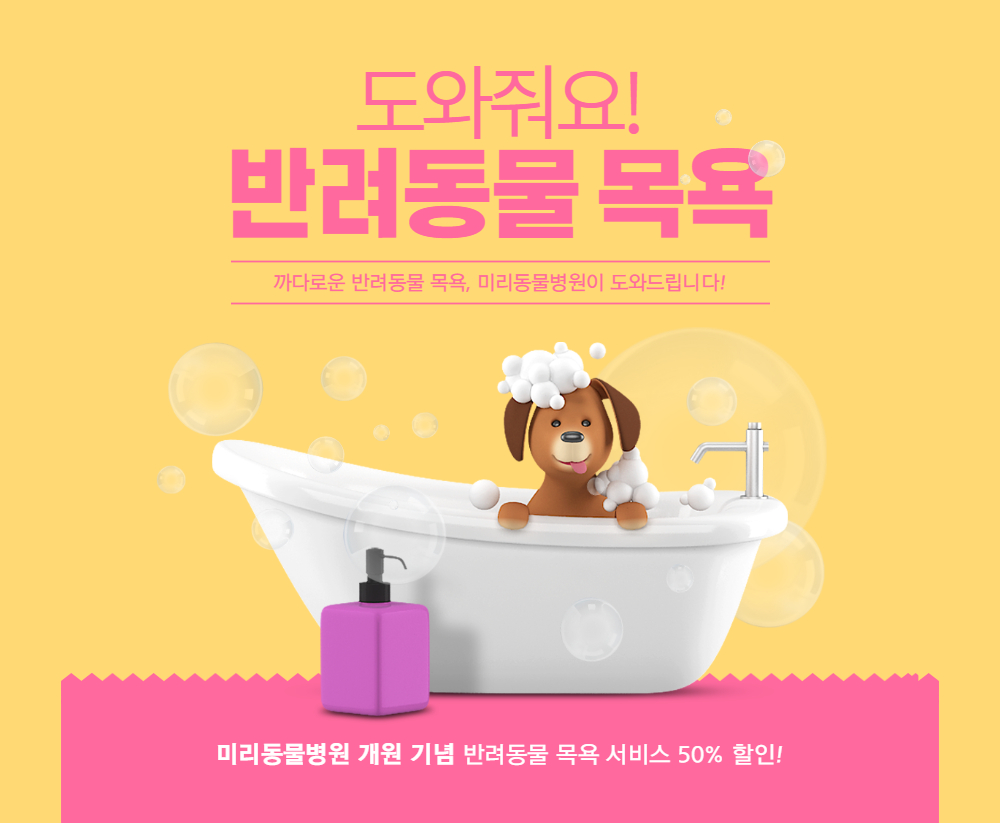 도와줘요!
반려동물 목욕
까다로운 반려동물 목욕, 미리동물병원이 도와드립니다!
미리동물병원 개원 기념 반려동물 목욕 서비스 50% 할인!